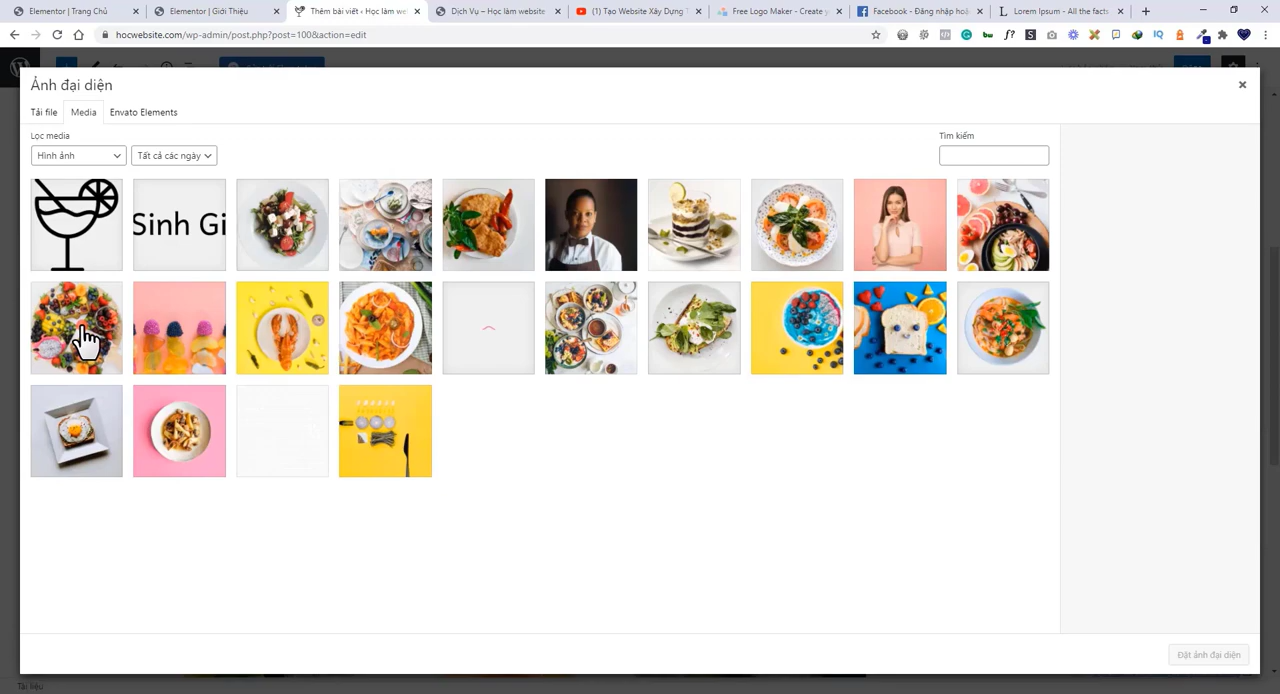 Elementor | Trang Chủ
Elementor | Giới Thiệu
Thêm bài viết ‹ Học làm we
Dịch Vụ – Học làm website
(1) Tạo Website Xây Dựng
Free Logo Maker - Create y
Facebook - Đăng nhập hoặ
Lorem Ipsum - All the facts
hocwebsite.com/wp-admin/post.php?post=100&action=edit
Ảnh đại diện
Tải file
Media
Envato Elements
Lọc media
Tìm kiếm
Hình ảnh
Tất cả các ngày
Sinh Gi
Đặt ảnh đại diện
Tài liệu